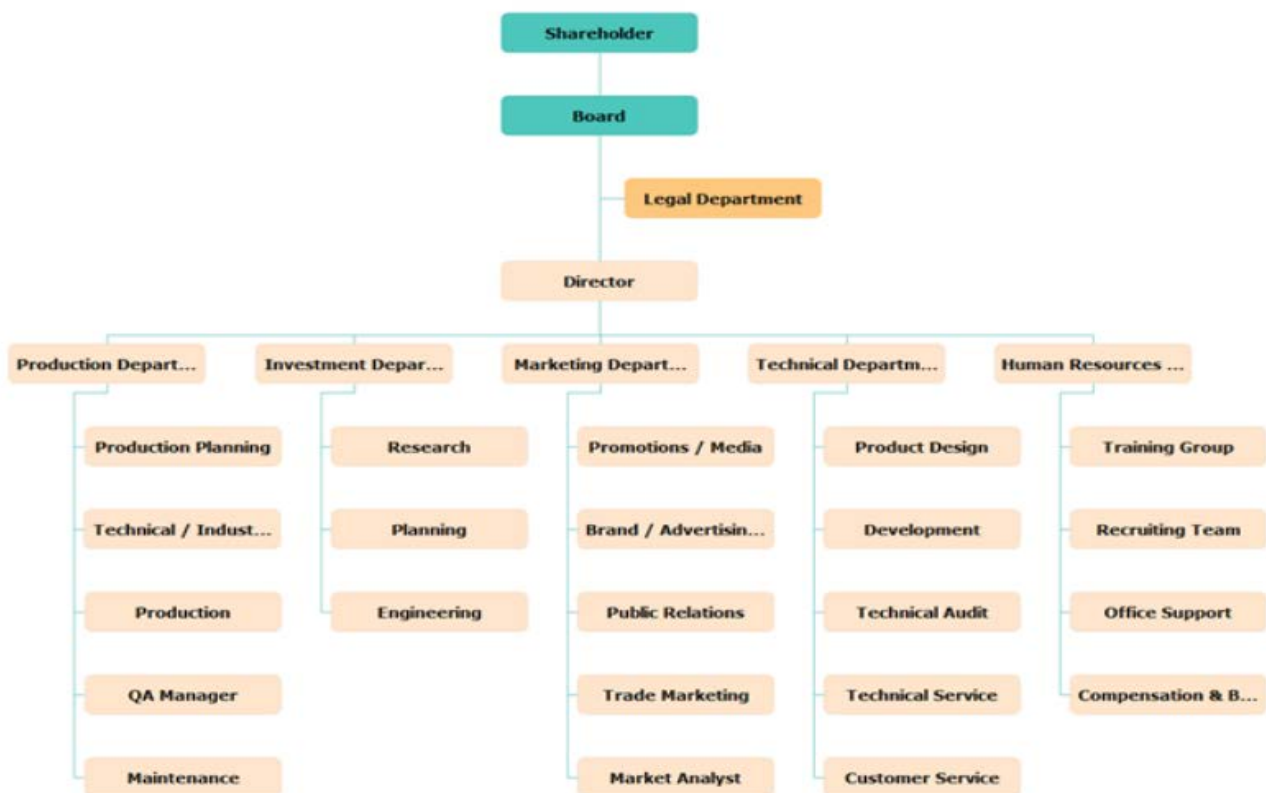 Shareholder
Board
Legal Department
Director
Production Depart...
Investment Depar...
Marketing Depart...
Technical Departm...
Human Resources ...
Production Planning
Research
Promotions / Media
Product Design
Training Group
Technical / Indust...
Planning
Brand / Advertisin...
Development
Recruiting Team
Production
Engineering
Public Relations
Technical Audit
Office Support
QA Manager
Trade Marketing
Technical Service
Compensation & B...
Maintenance
Market Analyst
Customer Service